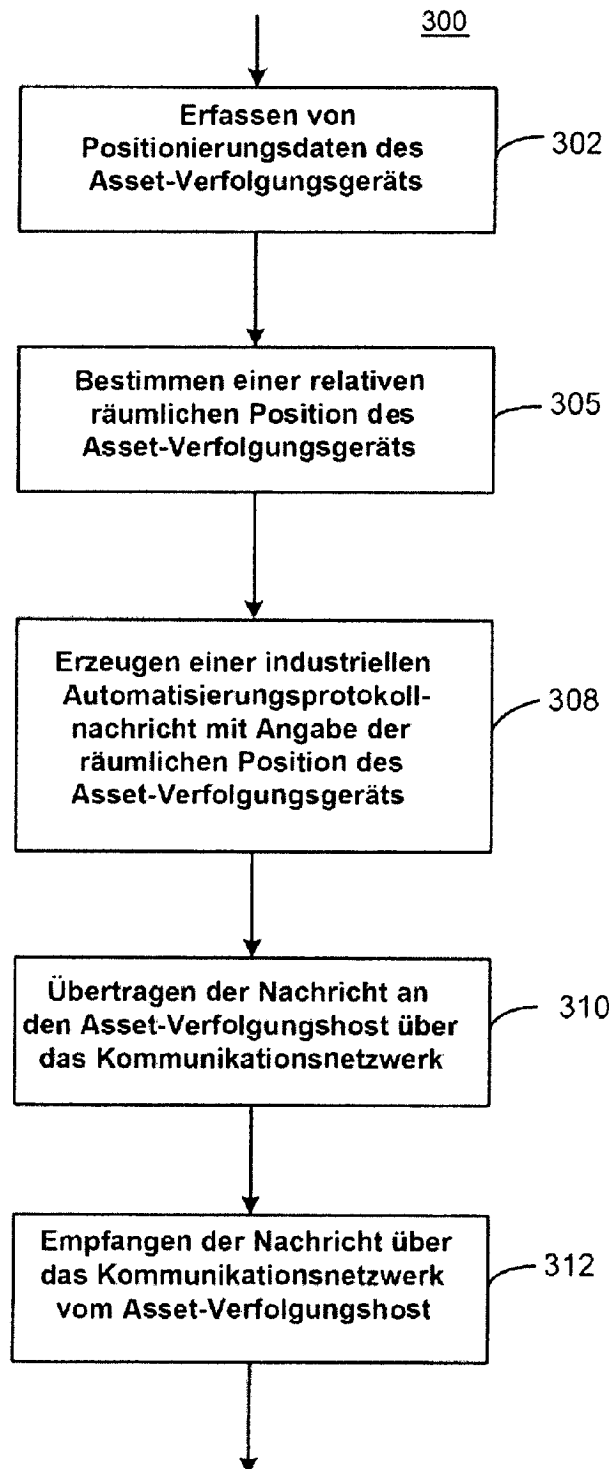 300
Erfassen von
Positionierungsdaten des
Asset-Verfolgungsgeräts
302
Bestimmen einer relativen
räumlichen Position des
Asset-Verfolgungsgeräts
305
Erzeugen einer industriellen
Automatisierungsprotokoll-
nachricht mit Angabe der
räumlichen Position des
Asset-Verfolgungsgeräts
308
Übertragen der Nachricht an
den Asset-Verfolgungshost über
das Kommunikationsnetzwerk
310
Empfangen der Nachricht über
das Kommunikationsnetzwerk
vom Asset-Verfolgungshost
312